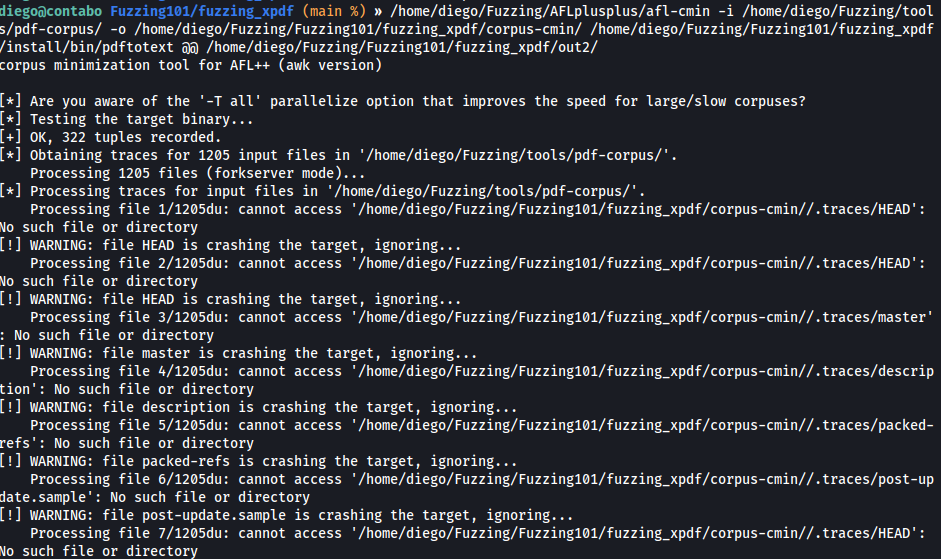 diego@contabo Fuzzing101/fuzzing_xpdf (main %) » /home/diego/Fuzzing/AFLplusplus/afl-cmin -i /home/diego/Fuzzing/tool
s/pdf-corpus/ -o /home/diego/Fuzzing/Fuzzing101/fuzzing_xpdf/corpus-cmin/ /home/diego/Fuzzing/Fuzzing101/fuzzing_xpdf
/install/bin/pdftotext @@ /home/diego/Fuzzing/Fuzzing101/fuzzing_xpdf/out2/
corpus minimization tool for AFL++ (awk version)

[*] Are you aware of the '-T all' parallelize option that improves the speed for large/slow corpuses?
[*] Testing the target binary...
[+] OK, 322 tuples recorded.
[*] Obtaining traces for 1205 input files in '/home/diego/Fuzzing/tools/pdf-corpus/'.
    Processing 1205 files (forkserver mode)...
[*] Processing traces for input files in '/home/diego/Fuzzing/tools/pdf-corpus/'.
    Processing file 1/1205du: cannot access '/home/diego/Fuzzing/Fuzzing101/fuzzing_xpdf/corpus-cmin//.traces/HEAD':
No such file or directory
[!] WARNING: file HEAD is crashing the target, ignoring...
    Processing file 2/1205du: cannot access '/home/diego/Fuzzing/Fuzzing101/fuzzing_xpdf/corpus-cmin//.traces/HEAD':
No such file or directory
[!] WARNING: file HEAD is crashing the target, ignoring...
    Processing file 3/1205du: cannot access '/home/diego/Fuzzing/Fuzzing101/fuzzing_xpdf/corpus-cmin//.traces/master'
: No such file or directory
[!] WARNING: file master is crashing the target, ignoring...
    Processing file 4/1205du: cannot access '/home/diego/Fuzzing/Fuzzing101/fuzzing_xpdf/corpus-cmin//.traces/descrip
tion': No such file or directory
[!] WARNING: file description is crashing the target, ignoring...
    Processing file 5/1205du: cannot access '/home/diego/Fuzzing/Fuzzing101/fuzzing_xpdf/corpus-cmin//.traces/packed-
refs': No such file or directory
[!] WARNING: file packed-refs is crashing the target, ignoring...
    Processing file 6/1205du: cannot access '/home/diego/Fuzzing/Fuzzing101/fuzzing_xpdf/corpus-cmin//.traces/post-up
date.sample': No such file or directory
[!] WARNING: file post-update.sample is crashing the target, ignoring...
    Processing file 7/1205du: cannot access '/home/diego/Fuzzing/Fuzzing101/fuzzing_xpdf/corpus-cmin//.traces/HEAD':
No such file or directory